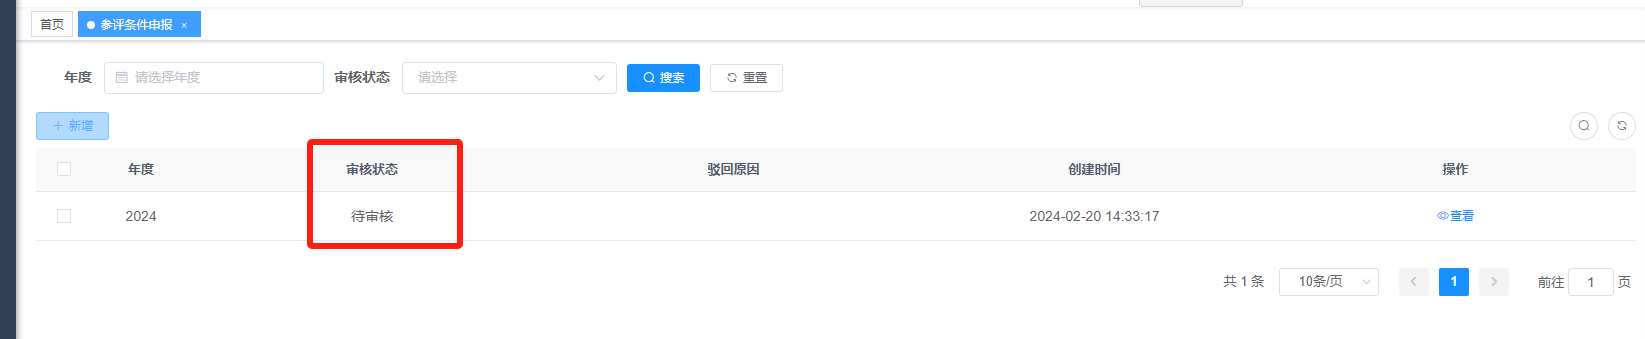 首页 参评条件申报 ×
年度 请选择年度 审核状态 请选择 搜索 重置
+ 新增
年度 审核状态 驳回原因 创建时间 操作
2024 待审核 2024-02-20 14:33:17 查看
共 1 条 10条/页 1 前往 1 页